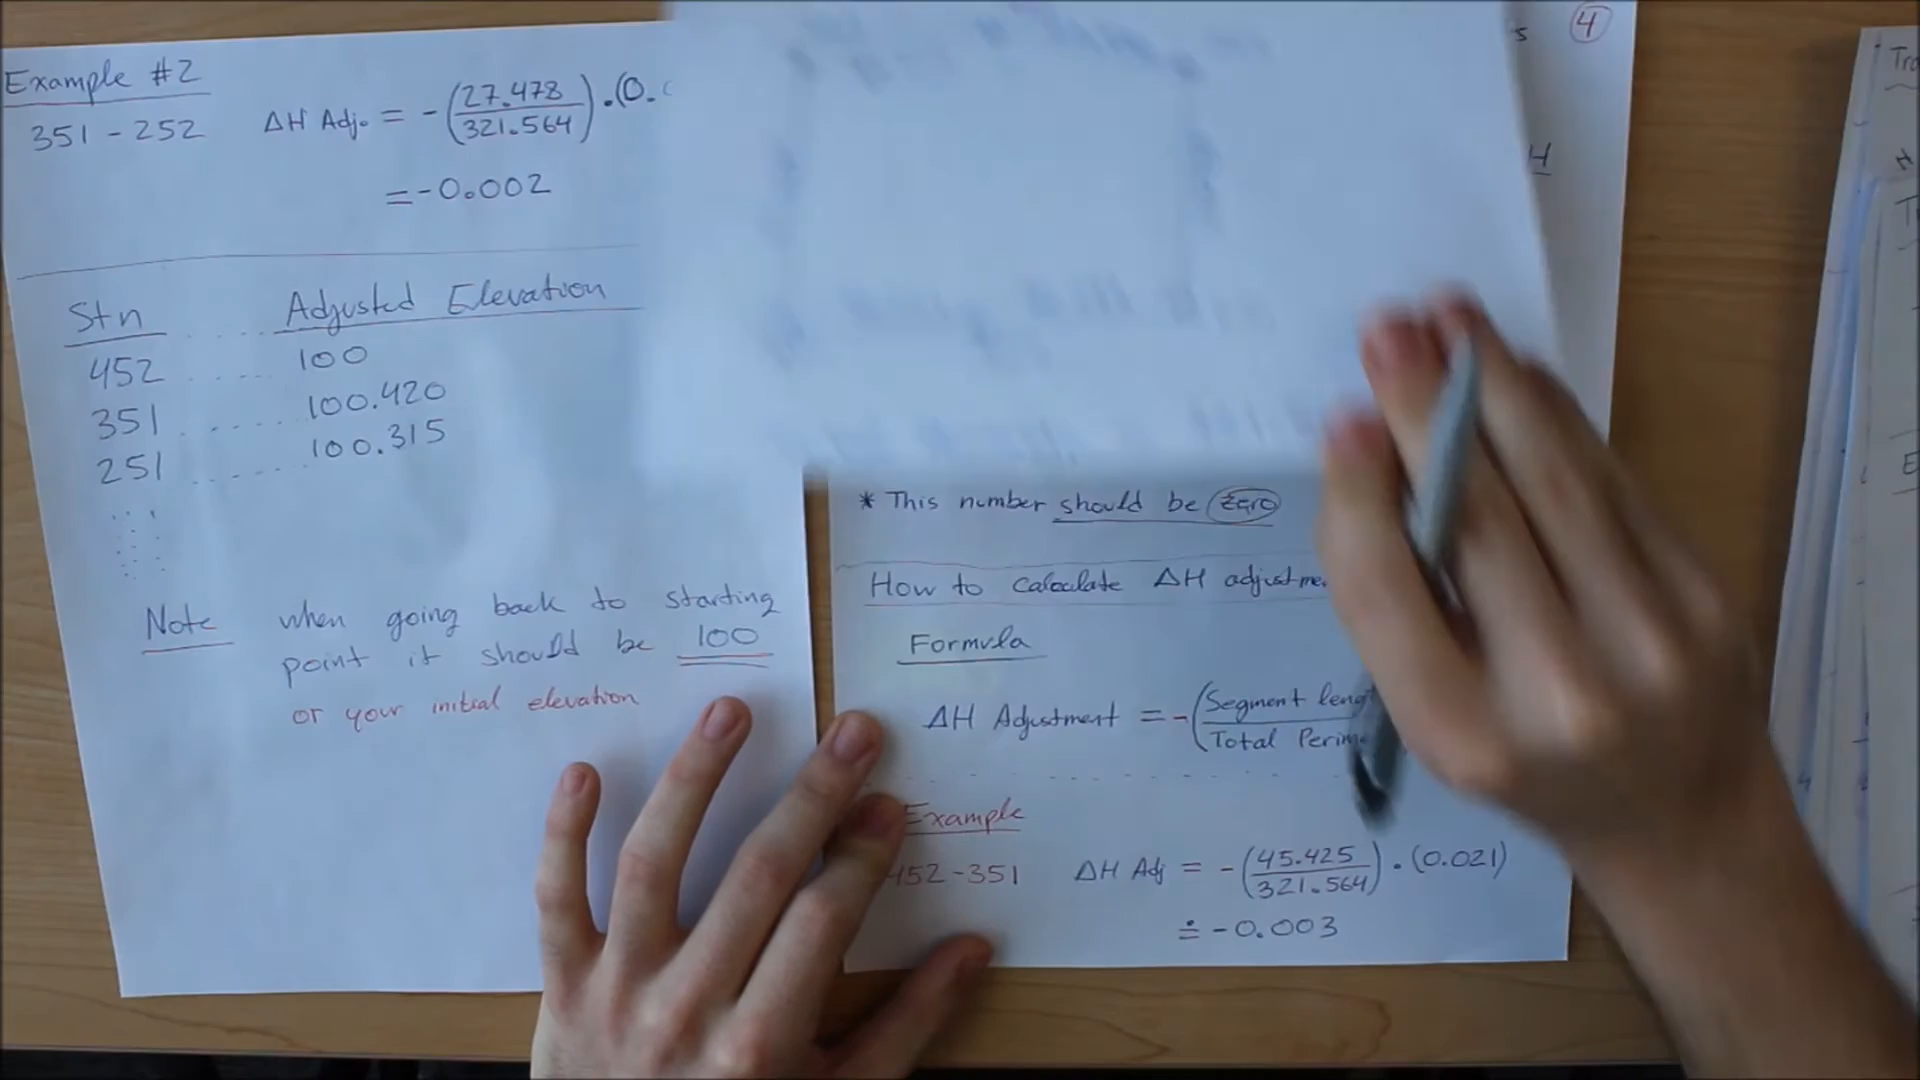 Example #2
351 - 252 ΔH Adj. = -(27.478/321.564).(0.
= -0.002
Stn ..... Adjusted Elevation
452 ..... 100
351 ...... 100.420
251 ...... 100.315
Note when going back to starting
point it should be 100
or your initial elevation
s 4
H
* This number should be zero
How to calculate ΔH
Formula
ΔH Adjustment = -(Segment / Total
Example
452-351 ΔH Adj = -(45.425/321.564).(0.021)
≐ -0.003